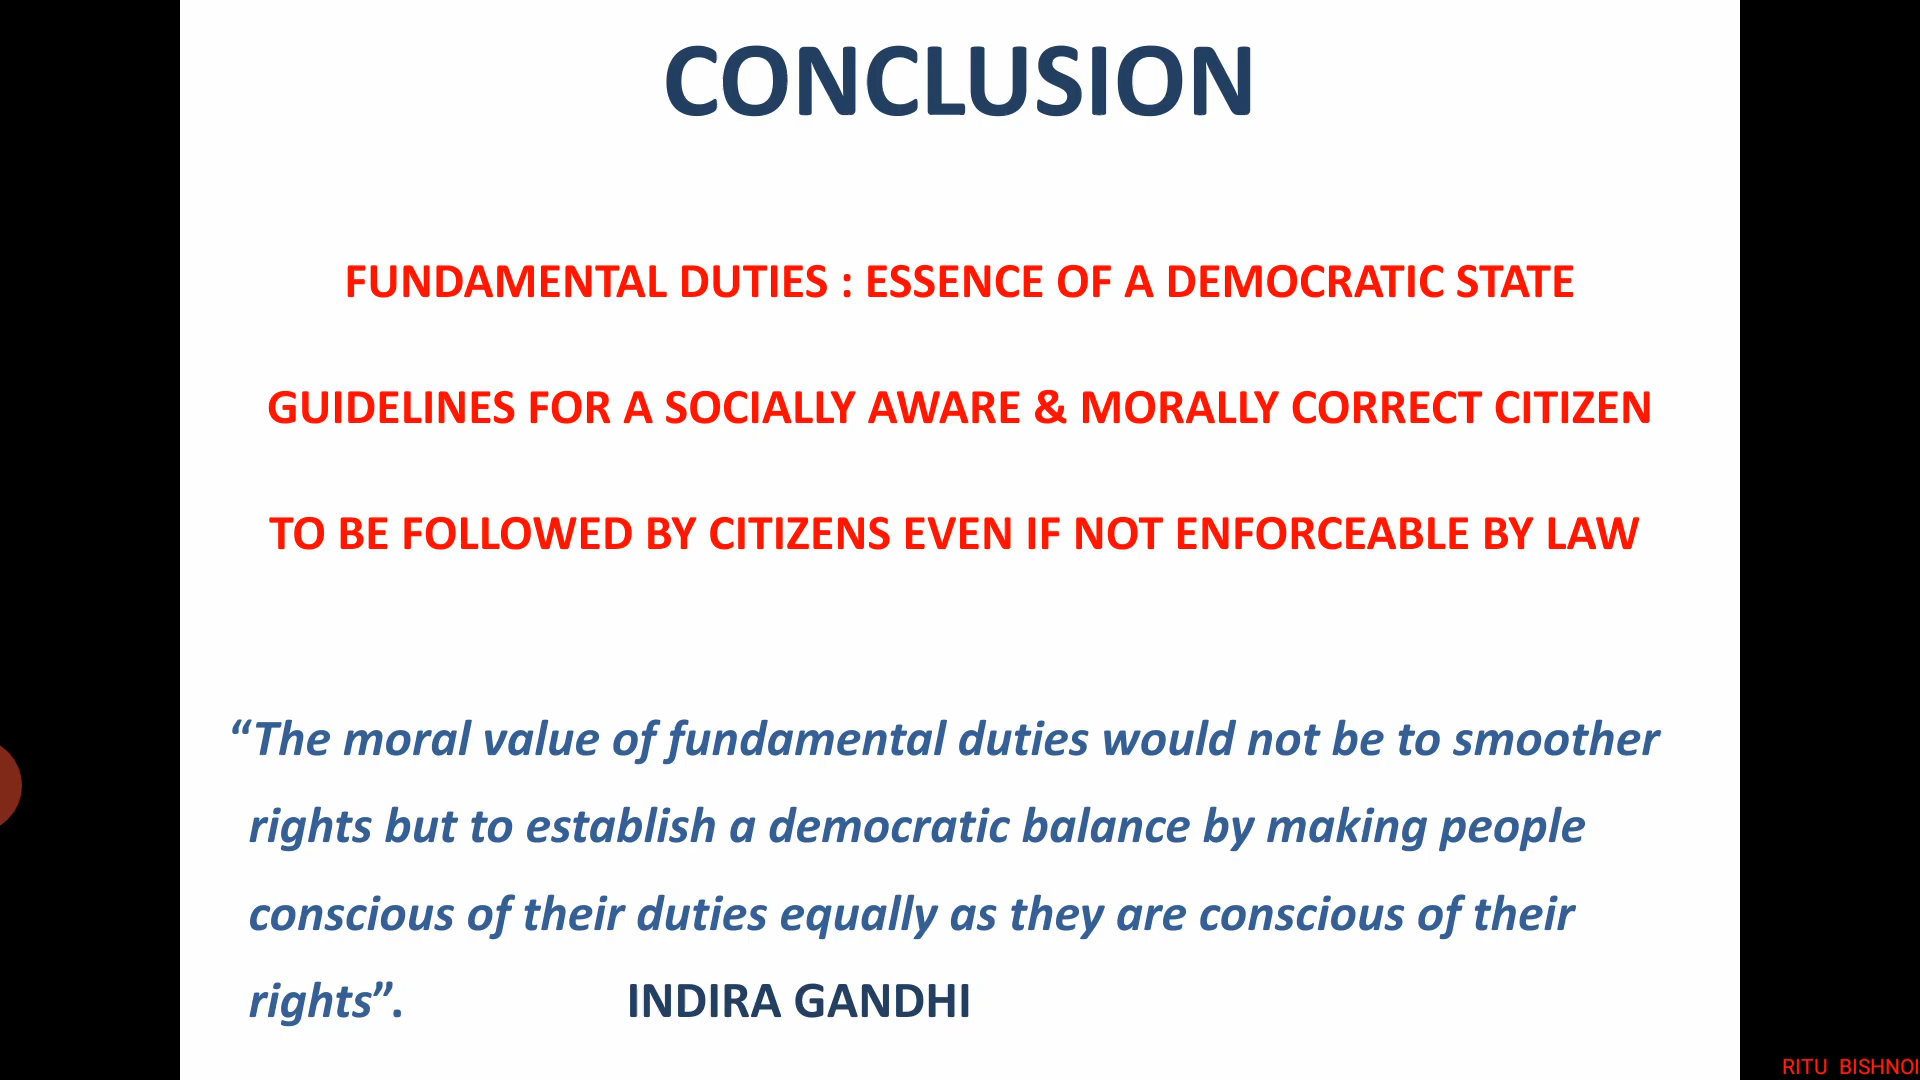 CONCLUSION
FUNDAMENTAL DUTIES : ESSENCE OF A DEMOCRATIC STATE
GUIDELINES FOR A SOCIALLY AWARE & MORALLY CORRECT CITIZEN
TO BE FOLLOWED BY CITIZENS EVEN IF NOT ENFORCEABLE BY LAW
“The moral value of fundamental duties would not be to smoother
rights but to establish a democratic balance by making people
conscious of their duties equally as they are conscious of their
rights”. INDIRA GANDHI
RITU BISHNOI